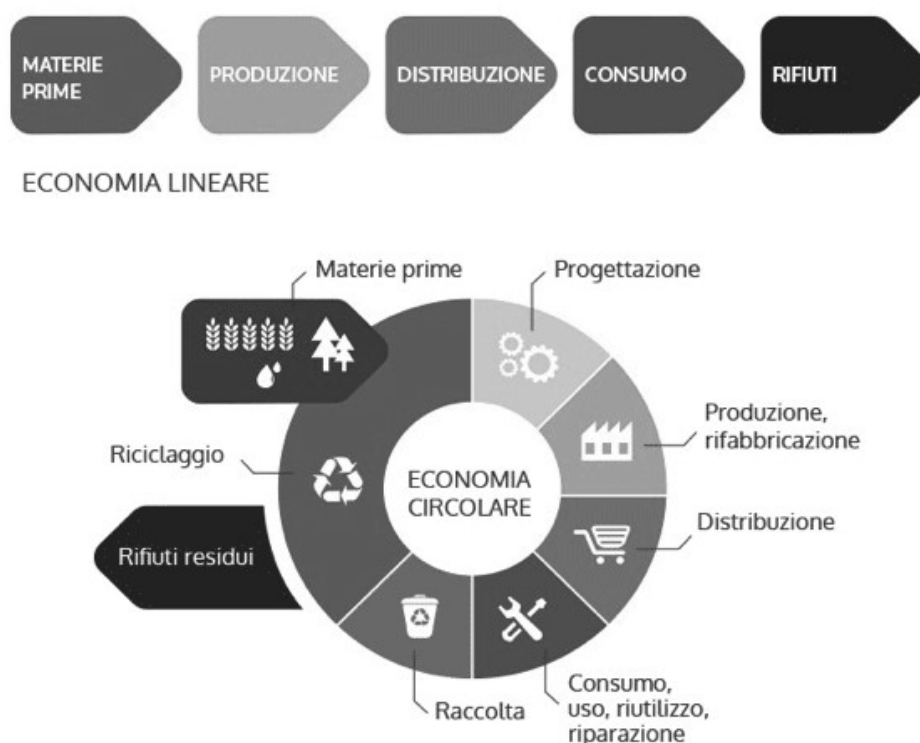 MATERIE
PRIME
PRODUZIONE
DISTRIBUZIONE
CONSUMO
RIFIUTI
ECONOMIA LINEARE
Materie prime
Progettazione
Produzione,
rifabbricazione
Riciclaggio
ECONOMIA
CIRCOLARE
Distribuzione
Rifiuti residui
Consumo,
uso, riutilizzo,
riparazione
Raccolta